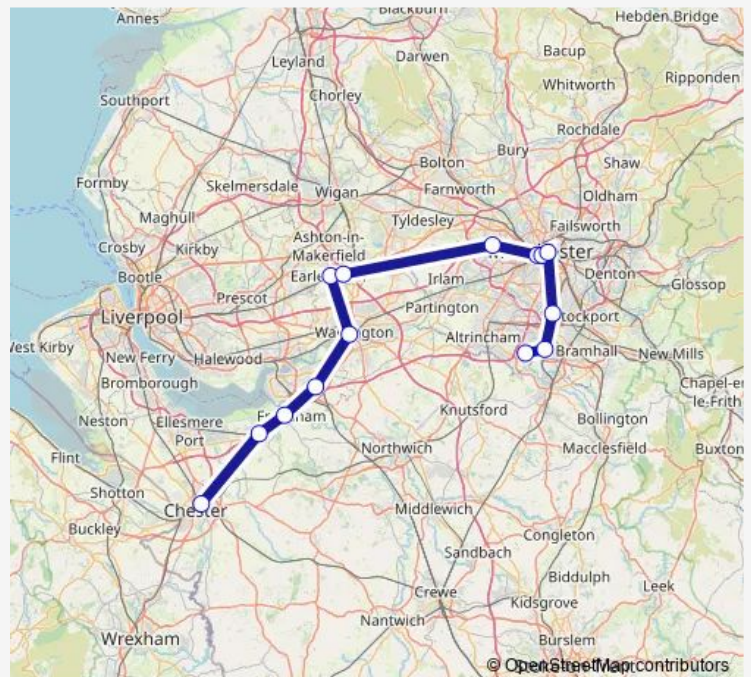 Annes
Blackburn
Hebden Bridge
Leyland
Darwen
Bacup
Chorley
Whitworth
Ripponden
Southport
Rochdale
Bury
Shaw
Bolton
Formby
Skelmersdale
Wigan
Farnworth
Oldham
Maghull
Tyldesley
Failsworth
Crosby
Kirkby
Ashton-in-
Makerfield
Bootle
Irlam
Denton
Glossop
Prescot
Partington
Liverpool
West Kirby
Halewood
Altrincham
New Ferry
Bramhall
New Mills
Bromborough
Chapel-en
le-Frith
Neston
Ellesmere
Port
Knutsford
Bollington
Flint
Northwich
Macclesfield
Buxton
Shotton
Chester
Middlewich
Buckley
Congleton
Sandbach
Biddulph
Leek
Crewe
Kidsgrove
Nantwich
Wrexham
Burslem
© OpenStreetMap contributors